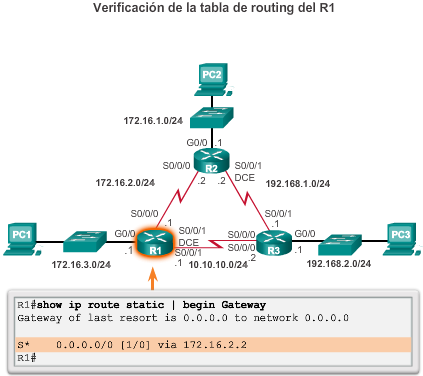 Verificación de la tabla de routing del R1
PC2
172.16.1.0/24
G0/0 .1
S0/0/0 R2 S0/0/1
.2 .2 DCE
172.16.2.0/24
192.168.1.0/24
S0/0/0 .1
S0/0/1 .1
PC1
G0/0 .1
R1
S0/0/1
DCE
S0/0/1
.1
172.16.3.0/24
10.10.10.0/24
S0/0/0
.2
R3
G0/0
.1
192.168.2.0/24
PC3
R1#show ip route static | begin Gateway
Gateway of last resort is 0.0.0.0 to network 0.0.0.0
S* 0.0.0.0/0 [1/0] via 172.16.2.2
R1#